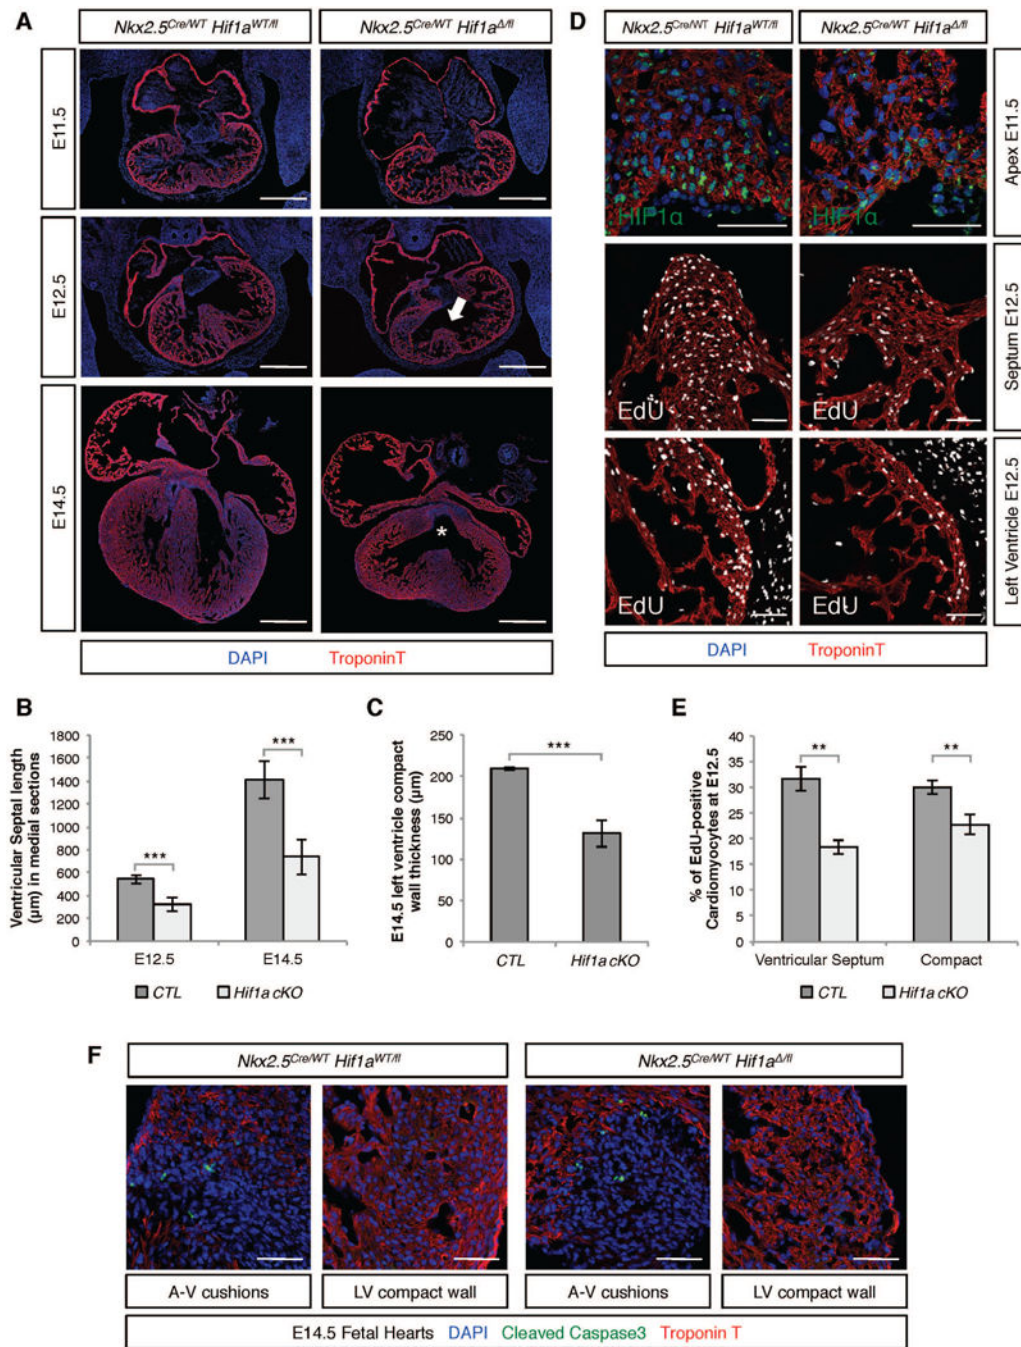 A
Nkx2.5Cre/WT Hif1aWT/fl
Nkx2.5Cre/WT Hif1aΔ/fl
E11.5
E12.5
E14.5
*
DAPI TroponinT
D
Nkx2.5Cre/WT Hif1aWT/fl
Nkx2.5Cre/WT Hif1aΔ/fl
HIF1α
HIF1α
Apex E11.5
EdU
EdU
Septum E12.5
EdU
EdU
Left Ventricle E12.5
DAPI TroponinT
B
Ventricular Septal length
(μm) in medial sections
1800
1600
1400
1200
1000
800
600
400
200
0
***
***
E12.5
E14.5
CTL
Hif1a cKO
C
E14.5 left ventricle compact
wall thickness (μm)
250
200
150
100
50
0
***
CTL
Hif1a cKO
E
% of EdU-positive
Cardiomyocytes at E12.5
40
35
30
25
20
15
10
5
0
**
**
Ventricular Septum
Compact
CTL
Hif1a cKO
F
Nkx2.5Cre/WT Hif1aWT/fl
Nkx2.5Cre/WT Hif1aΔ/fl
A-V cushions
LV compact wall
A-V cushions
LV compact wall
E14.5 Fetal Hearts DAPI Cleaved Caspase3 Troponin T